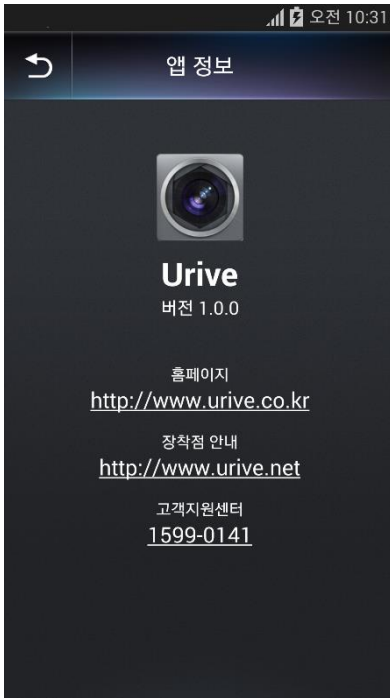 오전 10:31
앱 정보
Urive
버전 1.0.0
홈페이지
http://www.urive.co.kr
장착점 안내
http://www.urive.net
고객지원센터
1599-0141